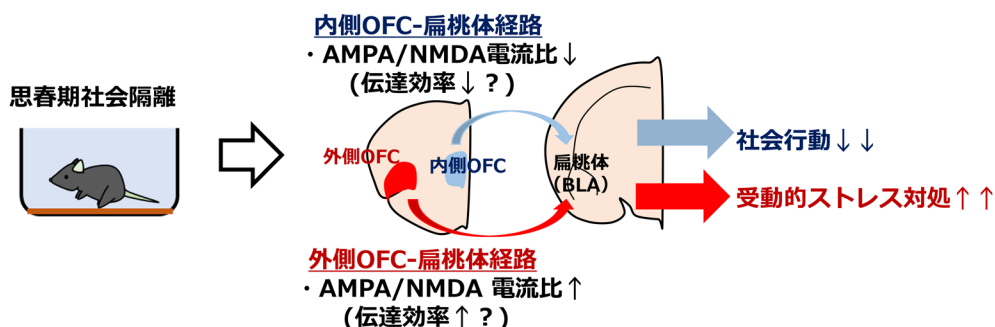 内側OFC-扁桃体経路
・AMPA/NMDA電流比↓
(伝達効率↓？)
思春期社会隔離
外側OFC
内側OFC
扁桃体
(BLA)
社会行動↓↓
受動的ストレス対処↑↑
外側OFC-扁桃体経路
・AMPA/NMDA 電流比↑
(伝達効率↑？)